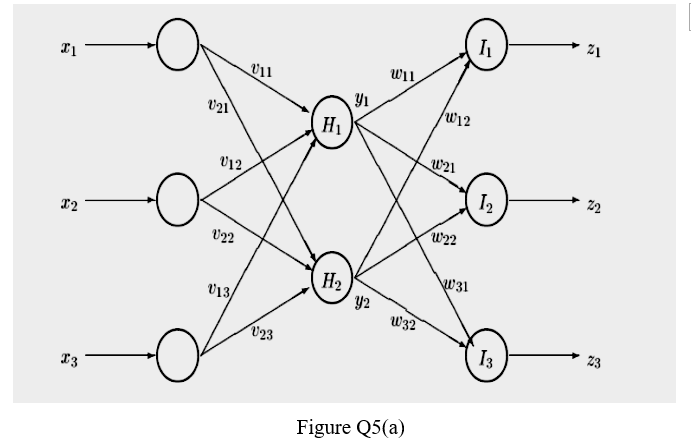 x₁ I₁ z₁
v₁₁ w₁₁
y₁
v₂₁ w₁₂
H₁
v₁₂ w₂₁
x₂ I₂ z₂
v₂₂ w₂₂
H₂
v₁₃ w₃₁
y₂
v₂₃ w₃₂
x₃ I₃ z₃
Figure Q5(a)